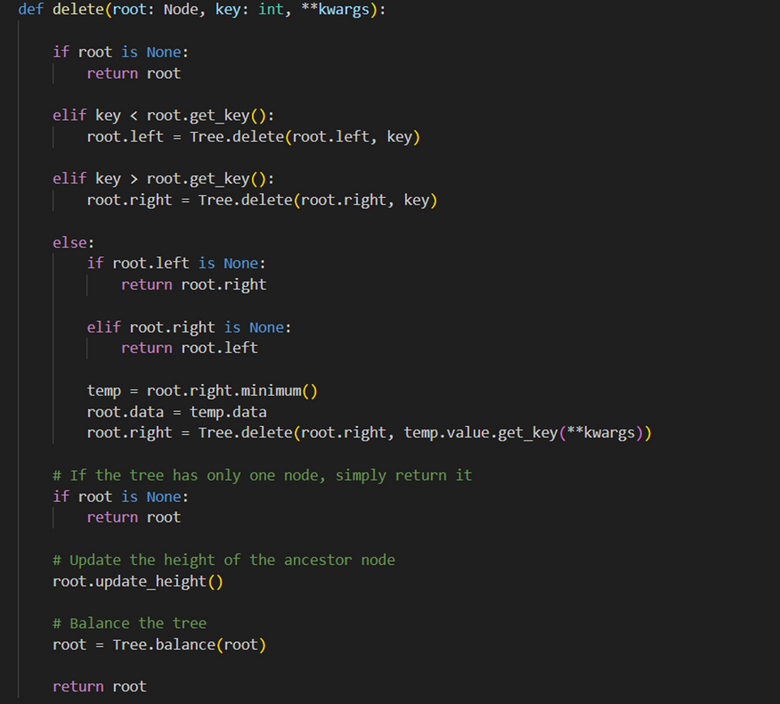 def delete(root: Node, key: int, **kwargs):
if root is None:
return root
elif key < root.get_key():
root.left = Tree.delete(root.left, key)
elif key > root.get_key():
root.right = Tree.delete(root.right, key)
else:
if root.left is None:
return root.right
elif root.right is None:
return root.left
temp = root.right.minimum()
root.data = temp.data
root.right = Tree.delete(root.right, temp.value.get_key(**kwargs))
# If the tree has only one node, simply return it
if root is None:
return root
# Update the height of the ancestor node
root.update_height()
# Balance the tree
root = Tree.balance(root)
return root